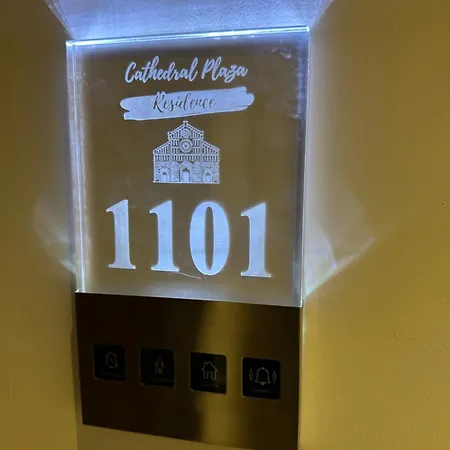 Cathedral Plaza
Residence
1101